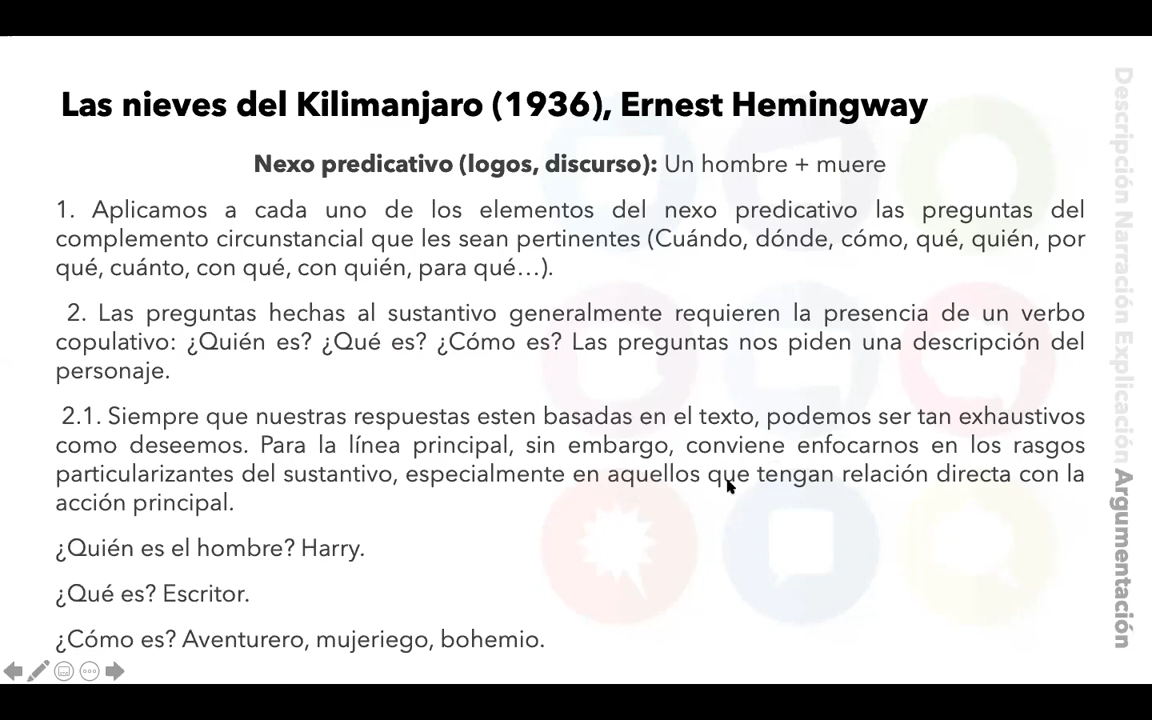 Las nieves del Kilimanjaro (1936), Ernest Hemingway
Nexo predicativo (logos, discurso): Un hombre + muere
1. Aplicamos a cada uno de los elementos del nexo predicativo las preguntas del
complemento circunstancial que les sean pertinentes (Cuándo, dónde, cómo, qué, quién, por
qué, cuánto, con qué, con quién, para qué…).
2. Las preguntas hechas al sustantivo generalmente requieren la presencia de un verbo
copulativo: ¿Quién es? ¿Qué es? ¿Cómo es? Las preguntas nos piden una descripción del
personaje.
2.1. Siempre que nuestras respuestas esten basadas en el texto, podemos ser tan exhaustivos
como deseemos. Para la línea principal, sin embargo, conviene enfocarnos en los rasgos
particularizantes del sustantivo, especialmente en aquellos que tengan relación directa con la
acción principal.
¿Quién es el hombre? Harry.
¿Qué es? Escritor.
¿Cómo es? Aventurero, mujeriego, bohemio.
Descripción Narración Explicación Argumentación